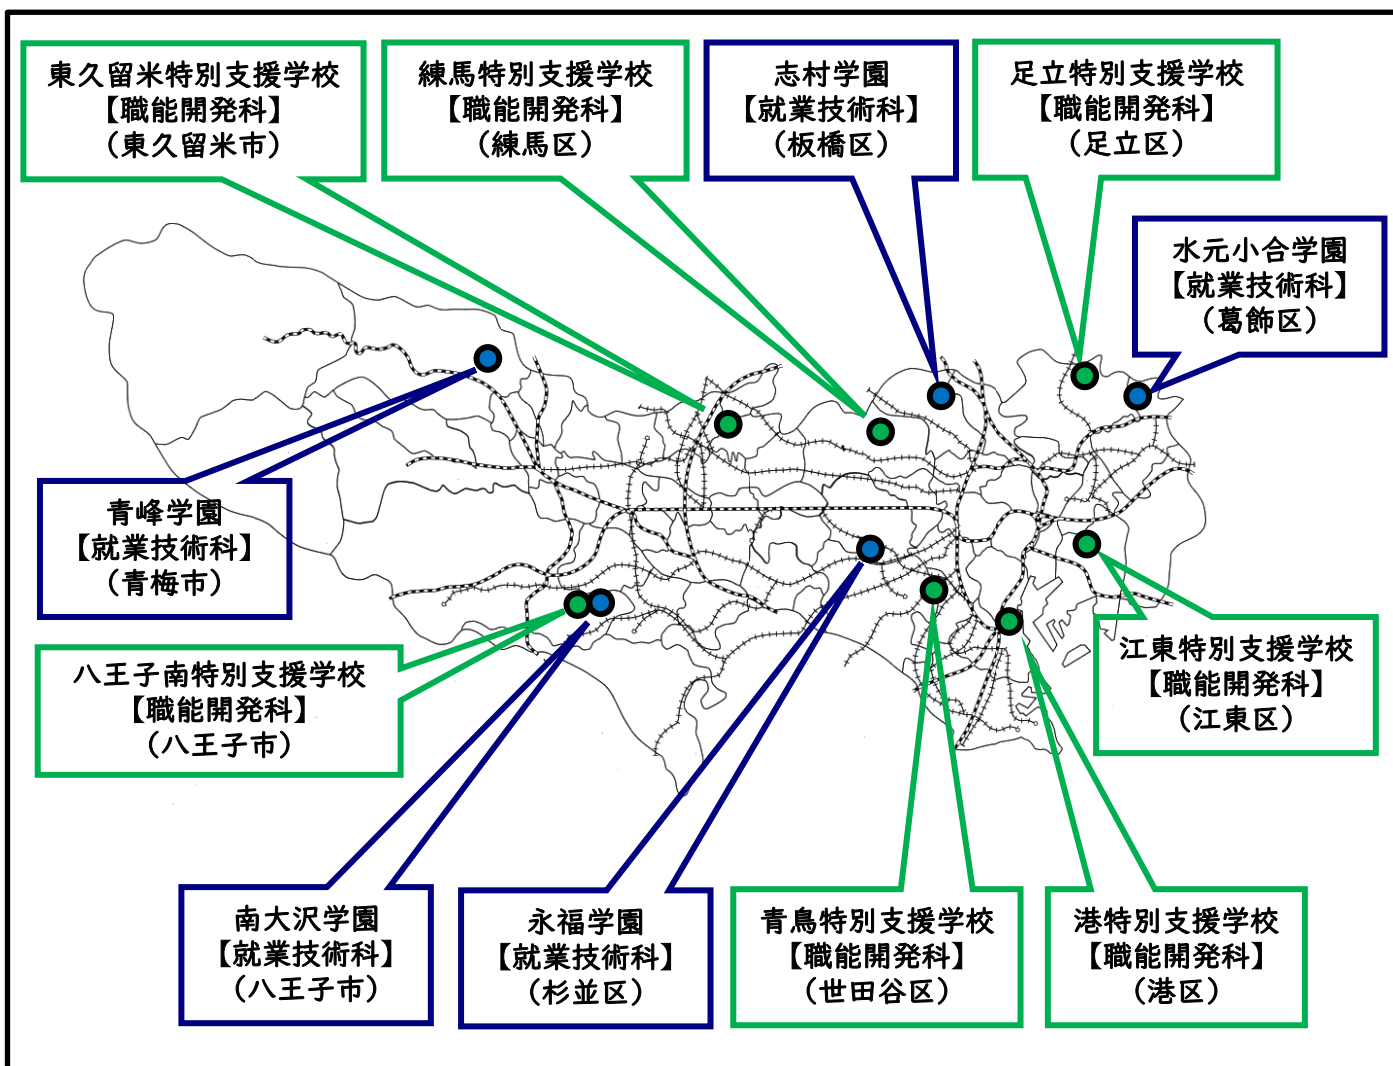 東久留米特別支援学校
【職能開発科】
（東久留米市）
練馬特別支援学校
【職能開発科】
（練馬区）
志村学園
【就業技術科】
（板橋区）
足立特別支援学校
【職能開発科】
（足立区）
水元小合学園
【就業技術科】
（葛飾区）
青峰学園
【就業技術科】
（青梅市）
八王子南特別支援学校
【職能開発科】
（八王子市）
江東特別支援学校
【職能開発科】
（江東区）
南大沢学園
【就業技術科】
（八王子市）
永福学園
【就業技術科】
（杉並区）
青鳥特別支援学校
【職能開発科】
（世田谷区）
港特別支援学校
【職能開発科】
（港区）